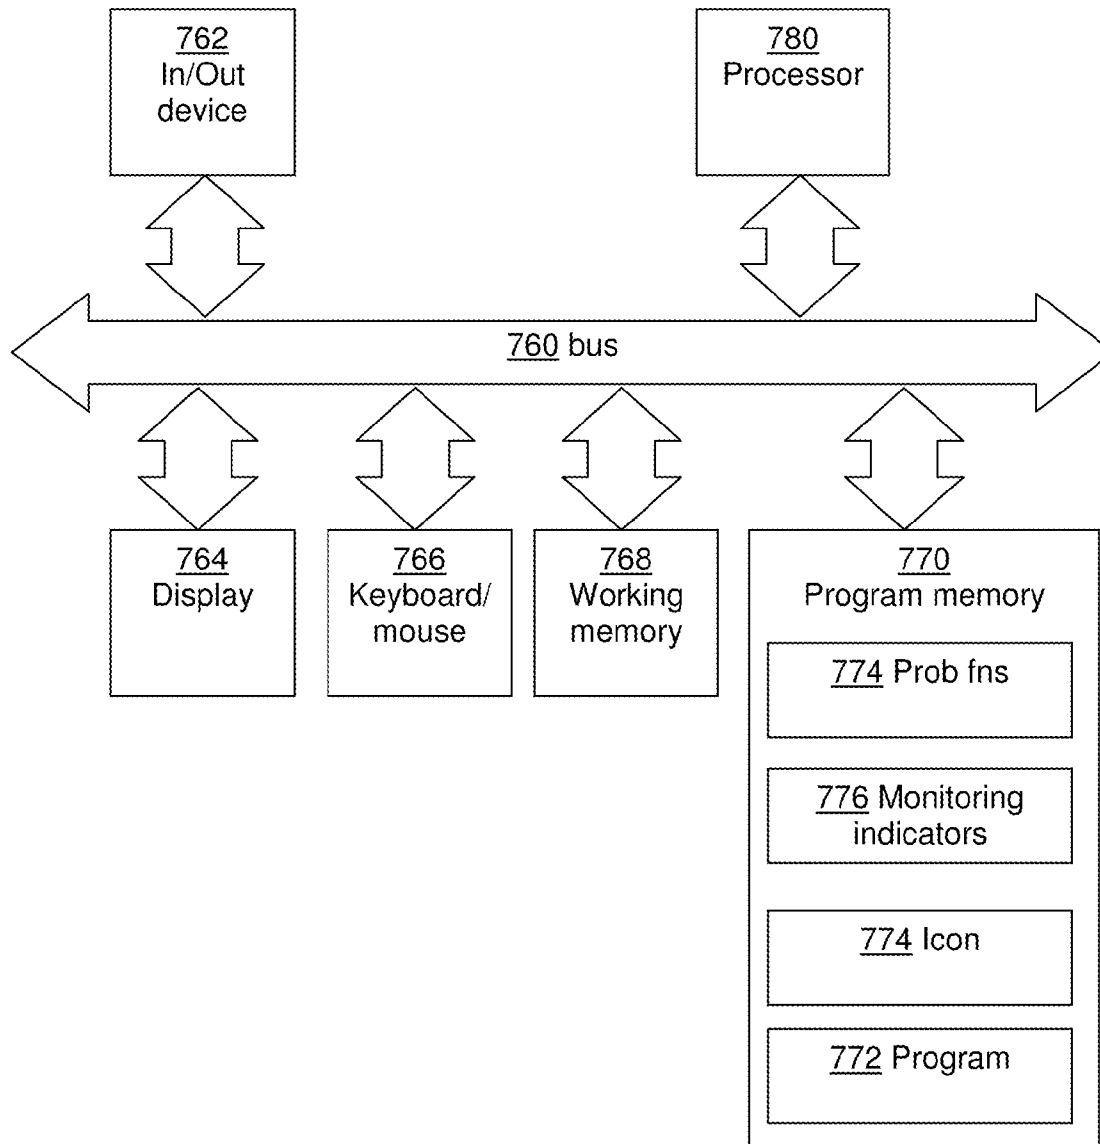 762
In/Out
device
780
Processor
760 bus
764
Display
766
Keyboard/
mouse
768
Working
memory
770
Program memory
774 Prob fns
776 Monitoring
indicators
774 Icon
772 Program